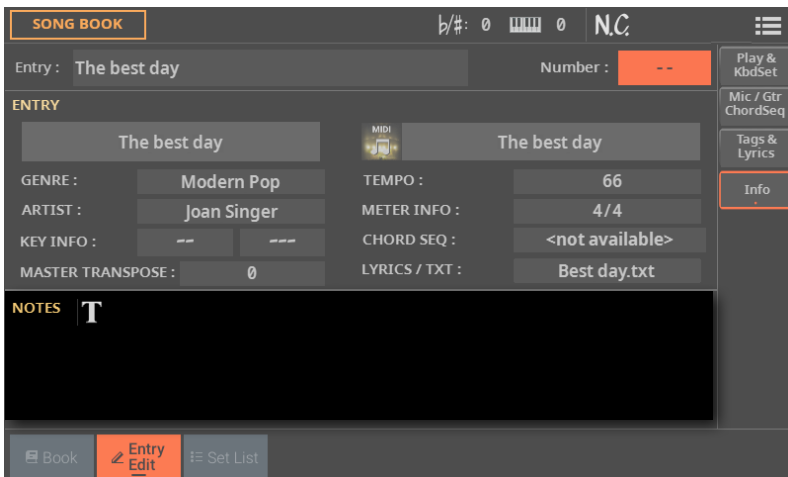 SONG BOOK
♭/#: 0 0 N.C.
Entry : The best day Number : --
Play & KbdSet
ENTRY
Mic / Gtr ChordSeq
The best day MIDI The best day
Tags & Lyrics
GENRE : Modern Pop TEMPO : 66
Info
ARTIST : Joan Singer METER INFO : 4/4
KEY INFO : -- --- CHORD SEQ : <not available>
MASTER TRANSPOSE : 0 LYRICS / TXT : Best day.txt
NOTES T
Book Entry Edit Set List